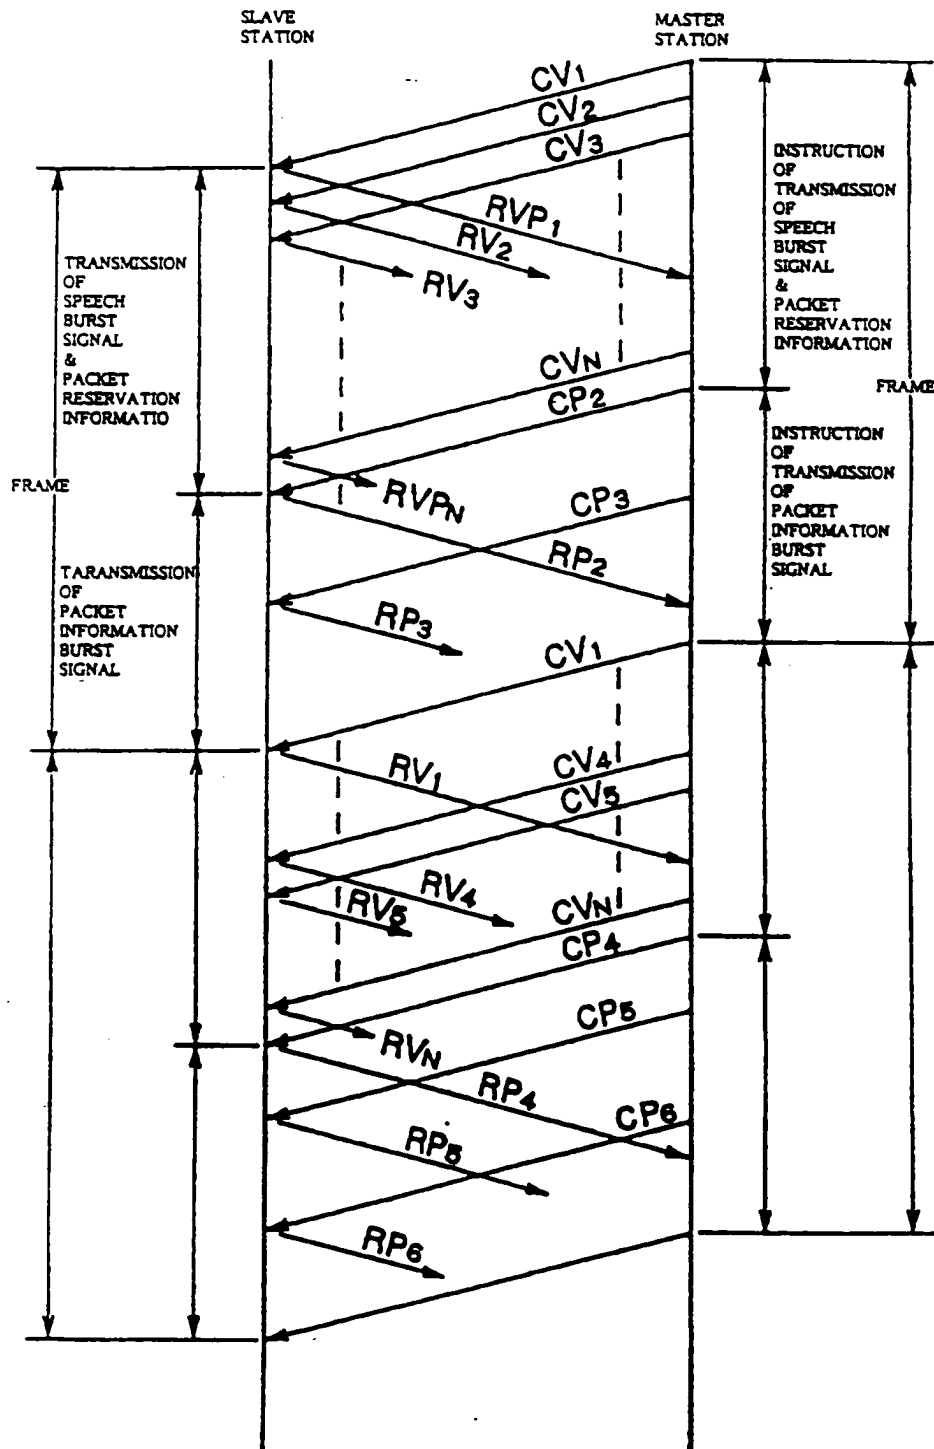 SLAVE
STATION
MASTER
STATION
CV1
CV2
CV3
INSTRUCTION
OF
TRANSMISSION
OF
SPEECH
BURST
SIGNAL
&
PACKET
RESERVATION
INFORMATION
RVP1
RV2
RV3
TRANSMISSION
OF
SPEECH
BURST
SIGNAL
&
PACKET
RESERVATION
INFORMATIO
CVN
CP2
FRAME
INSTRUCTION
OF
TRANSMISSION
OF
PACKET
INFORMATION
BURST
SIGNAL
FRAME
RVPN
CP3
RP2
TARANSMISSION
OF
PACKET
INFORMATION
BURST
SIGNAL
RP3
CV1
RV1
CV4
CV5
RV4
RV5
CVN
CP4
CP5
RVN
RP4
CP6
RP5
RP6